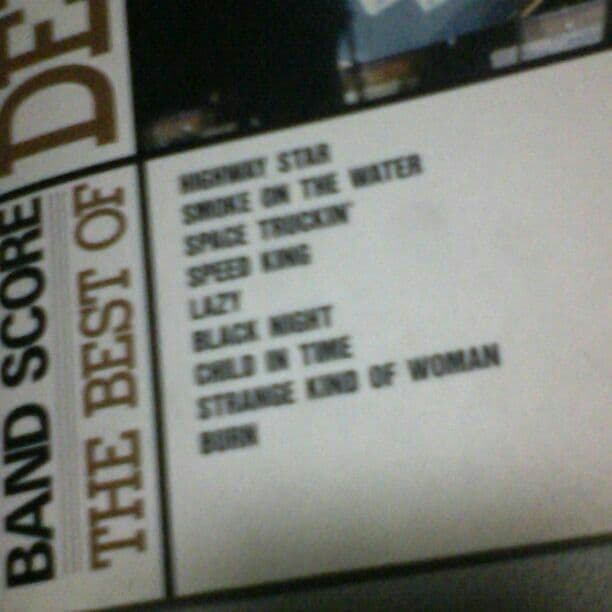 BAND SCORE
THE BEST OF
DE
HIGHWAY STAR
SMOKE ON THE WATER
SPACE TRUCKIN'
SPEED KING
LAZY
BLACK NIGHT
CHILD IN TIME
STRANGE KIND OF WOMAN
BURN